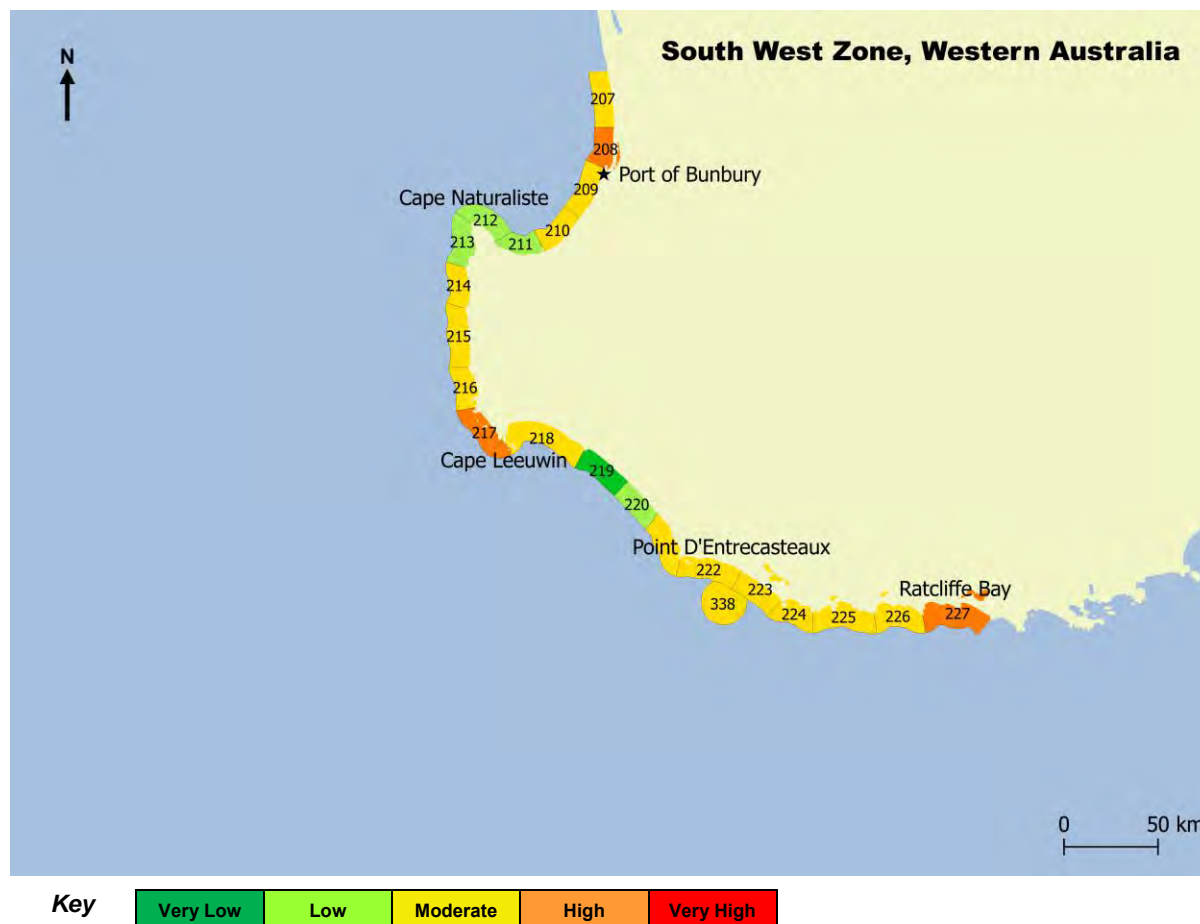 South West Zone, Western Australia
N
207
208
Port of Bunbury
209
Cape Naturaliste
212
210
213
211
214
215
216
217
218
Cape Leeuwin
219
220
Point D'Entrecasteaux
222
223
Ratcliffe Bay
338
224
225
226
227
0 50 km
Key Very Low Low Moderate High Very High